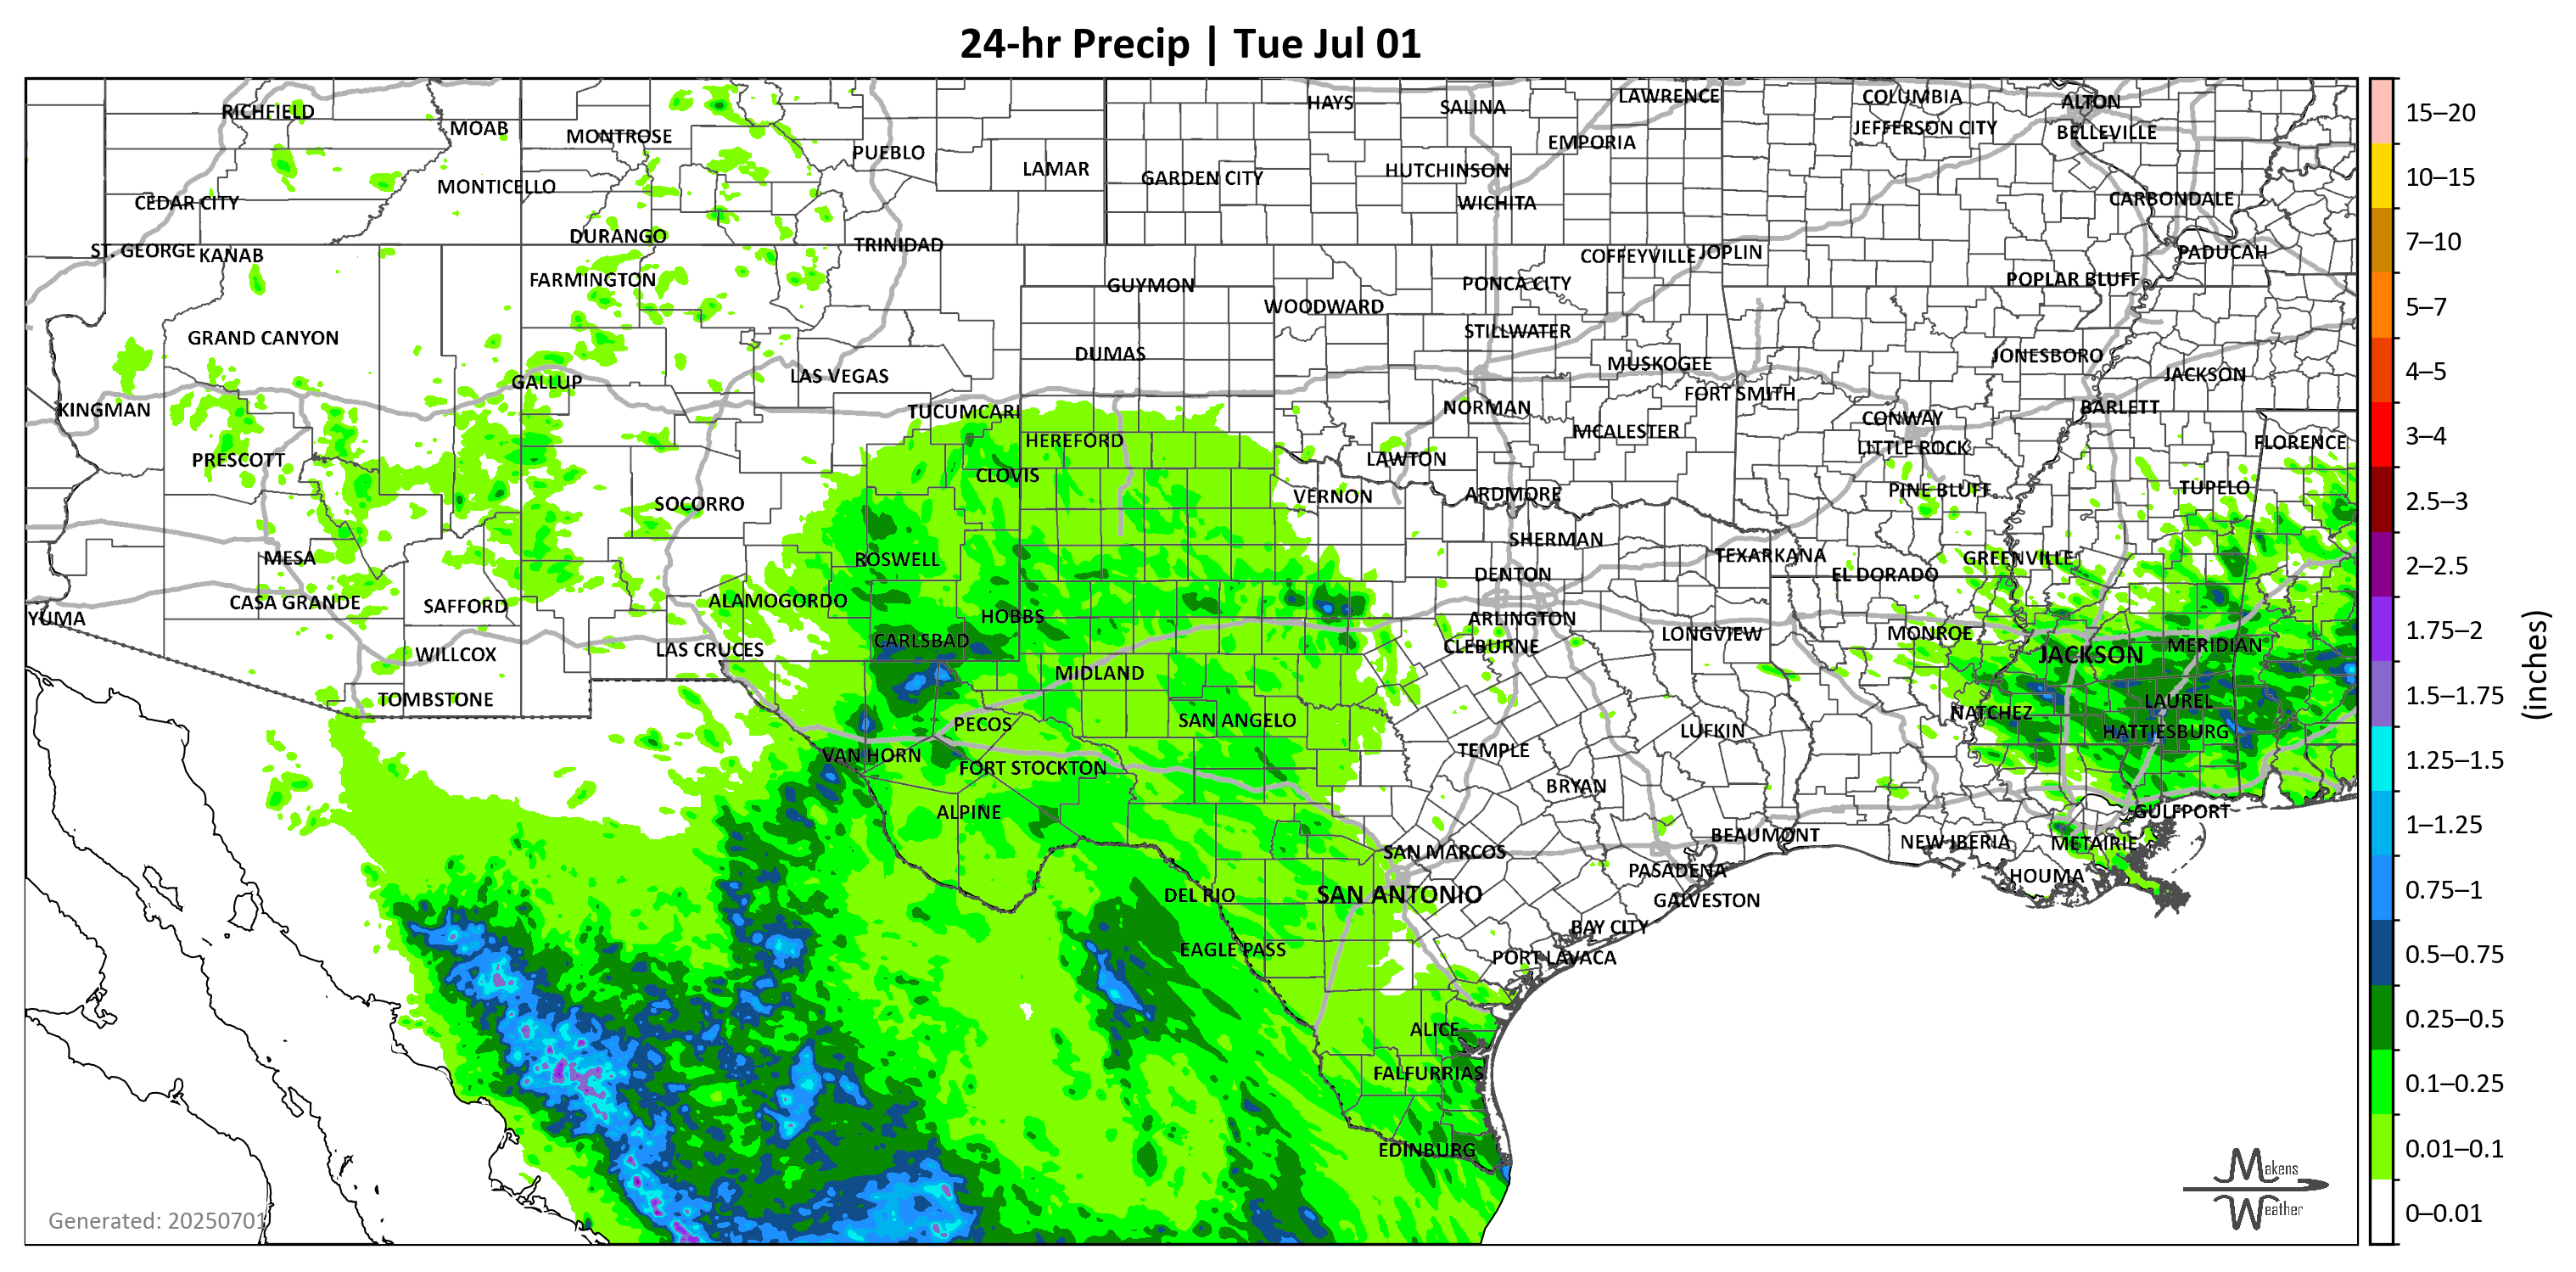 24-hr Precip | Tue Jul 01
RICHFIELD
MOAB
MONTROSE
PUEBLO
LAMAR
HAYS
SALINA
LAWRENCE
COLUMBIA
ALTON
JEFFERSON CITY
BELLEVILLE
EMPORIA
GARDEN CITY
HUTCHINSON
WICHITA
CARBONDALE
MONTICELLO
CEDAR CITY
DURANGO
TRINIDAD
ST. GEORGE
KANAB
FARMINGTON
GUYMON
WOODWARD
PONCA CITY
COFFEYVILLE
JOPLIN
POPLAR BLUFF
PADUCAH
GRAND CANYON
STILLWATER
DUMAS
MUSKOGEE
JONESBORO
JACKSON
GALLUP
LAS VEGAS
KINGMAN
TUCUMCARI
NORMAN
FORT SMITH
CONWAY
BARLETT
HEREFORD
MCALESTER
LITTLE ROCK
FLORENCE
PRESCOTT
CLOVIS
LAWTON
SOCORRO
VERNON
ARDMORE
PINE BLUFF
TUPELO
MESA
ROSWELL
SHERMAN
TEXARKANA
GREENVILLE
DENTON
EL DORADO
YUMA
CASA GRANDE
SAFFORD
ALAMOGORDO
HOBBS
ARLINGTON
CLEBURNE
LONGVIEW
MONROE
WILLCOX
LAS CRUCES
CARLSBAD
JACKSON
MERIDIAN
MIDLAND
TOMBSTONE
PECOS
SAN ANGELO
NATCHEZ
LAUREL
HATTIESBURG
VAN HORN
FORT STOCKTON
TEMPLE
LUFKIN
ALPINE
BRYAN
GULFPORT
SAN MARCOS
BEAUMONT
NEW IBERIA
METAIRIE
DEL RIO
SAN ANTONIO
PASADENA
GALVESTON
HOUMA
EAGLE PASS
BAY CITY
PORT LAVACA
ALICE
FALFURRIAS
EDINBURG
Generated: 20250701
Makens
Weather
15–20
10–15
7–10
5–7
4–5
3–4
2.5–3
2–2.5
1.75–2
1.5–1.75
1.25–1.5
1–1.25
0.75–1
0.5–0.75
0.25–0.5
0.1–0.25
0.01–0.1
0–0.01
(inches)